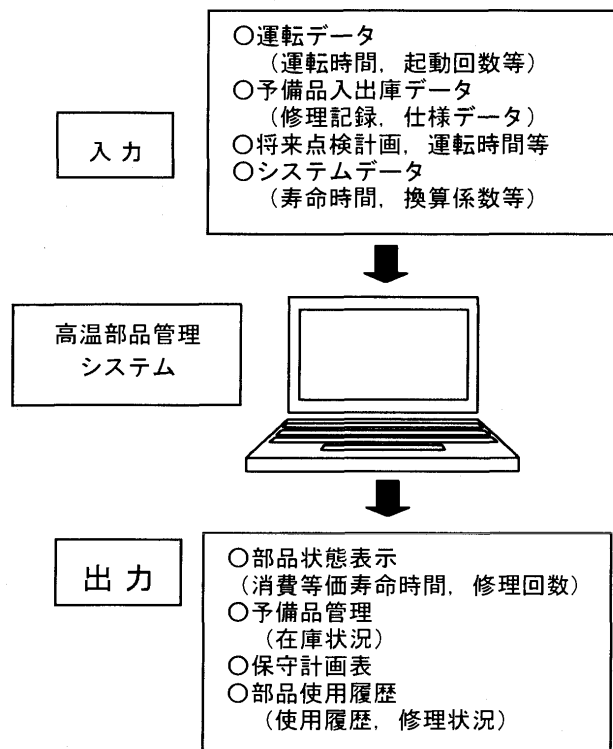 ○運転データ
(運転時間,起動回数等)
○予備品入出庫データ
(修理記録,仕様データ)
○将来点検計画,運転時間等
○システムデータ
(寿命時間,換算係数等)
入力
高温部品管理
システム
出力
○部品状態表示
(消費等価寿命時間,修理回数)
○予備品管理
(在庫状況)
○保守計画表
○部品使用履歴
(使用履歴,修理状況)